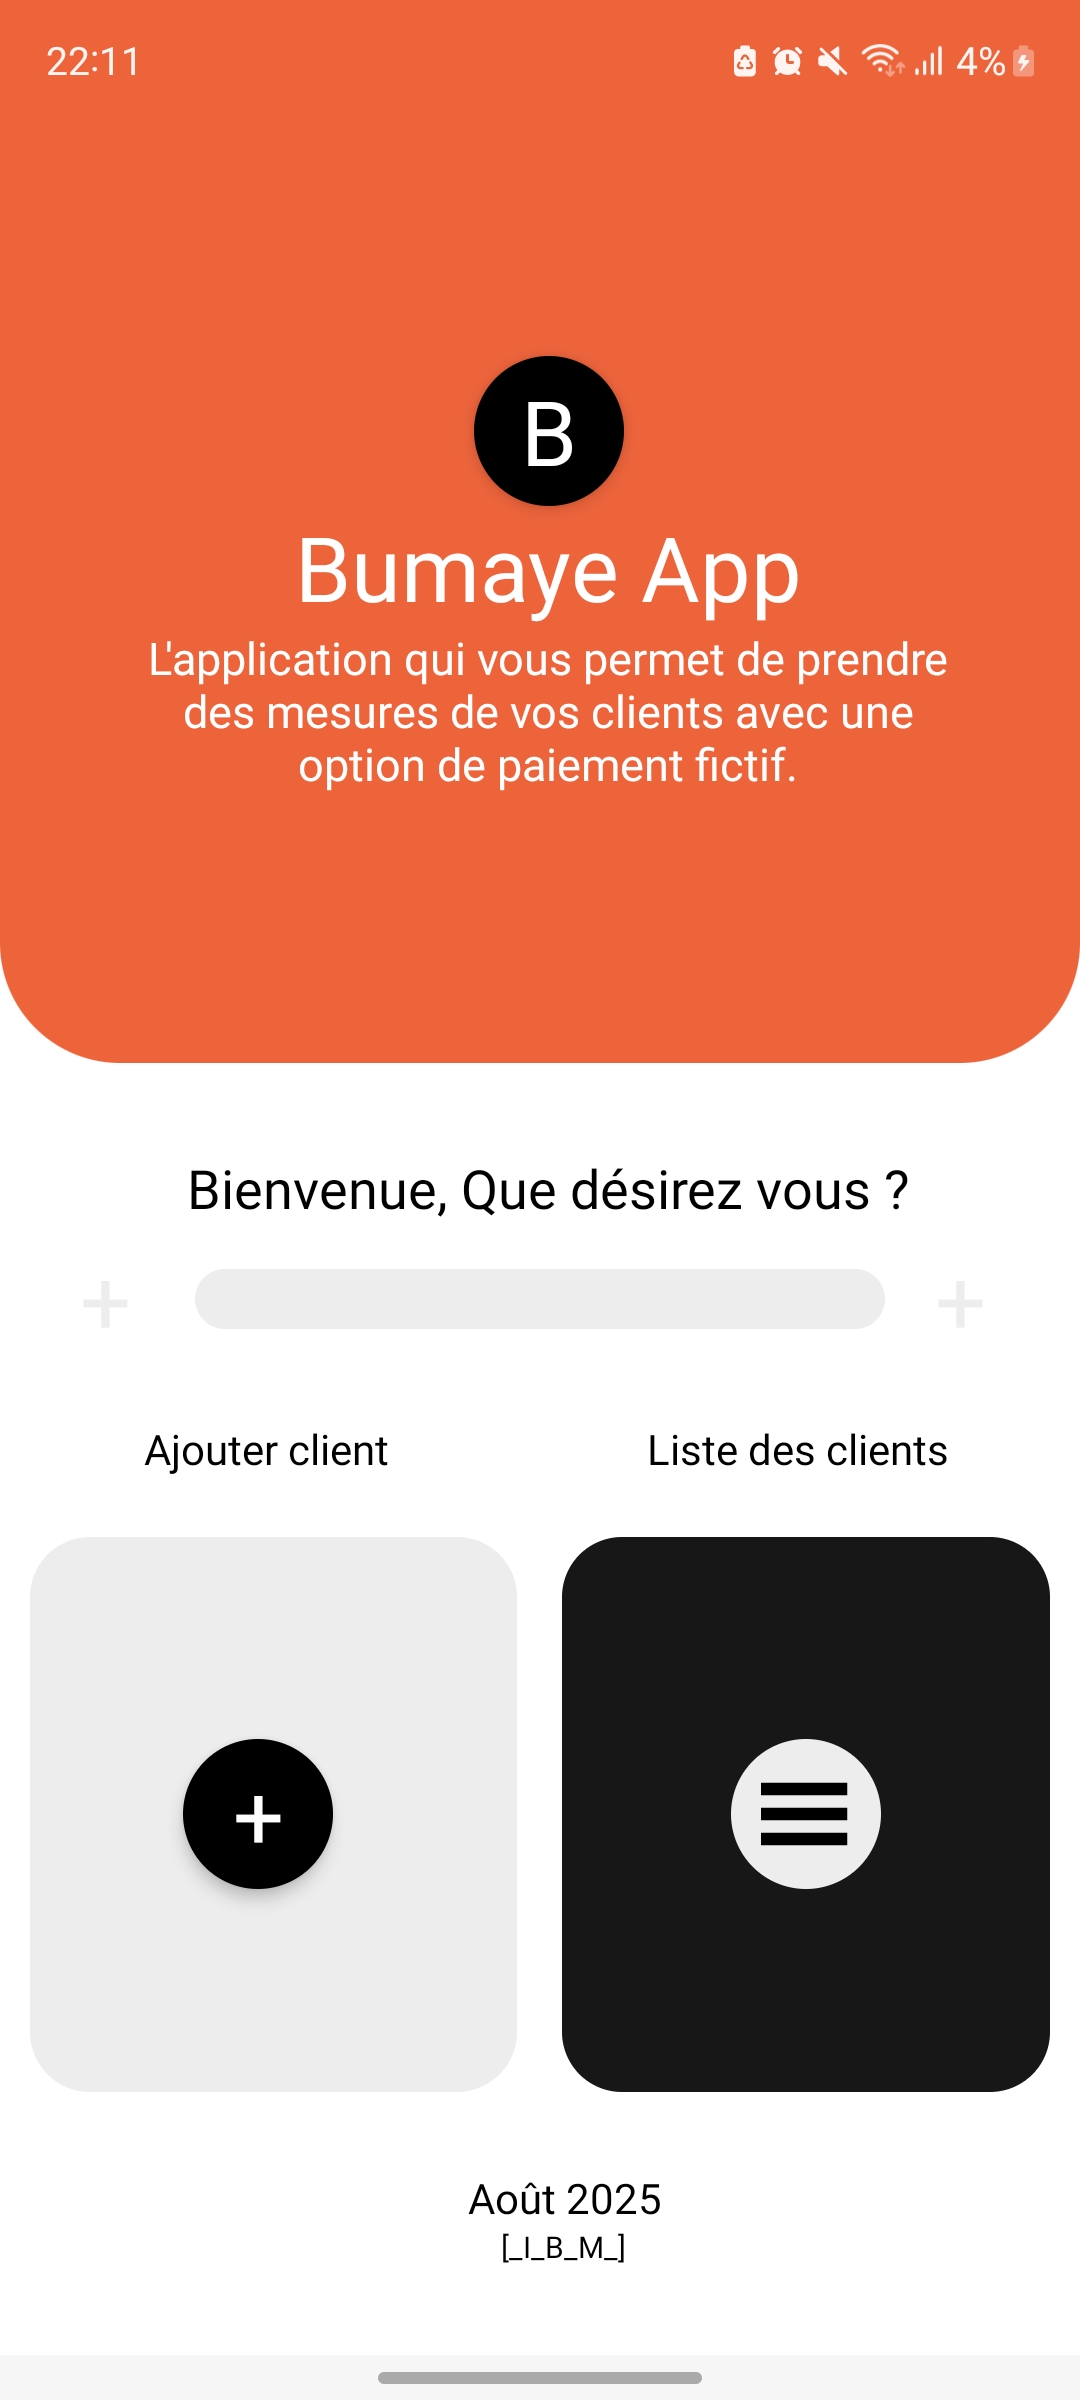 22:11
4%
B
Bumaye App
L'application qui vous permet de prendre
des mesures de vos clients avec une
option de paiement fictif.
Bienvenue, Que désirez vous ?
+ +
Ajouter client
Liste des clients
+
Août 2025
[_I_B_M_]